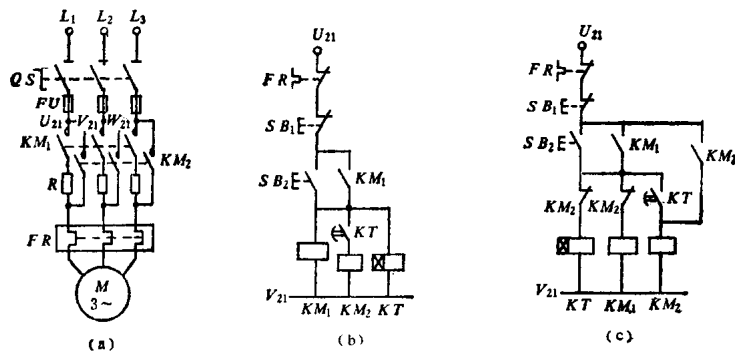 L₁ L₂ L₃
QS
FU
U₂₁ V₂₁ W₂₁
KM₁
KM₂
R
FR
M
3~
(a)
U₂₁
FR
SB₁
SB₂
KM₁
KT
V₂₁
KM₁ KM₂ KT
(b)
U₂₁
FR
SB₁
SB₂
KM₁
KM₂
KM₂
KM₂
KT
V₂₁
KT KM₁ KM₂
(c)